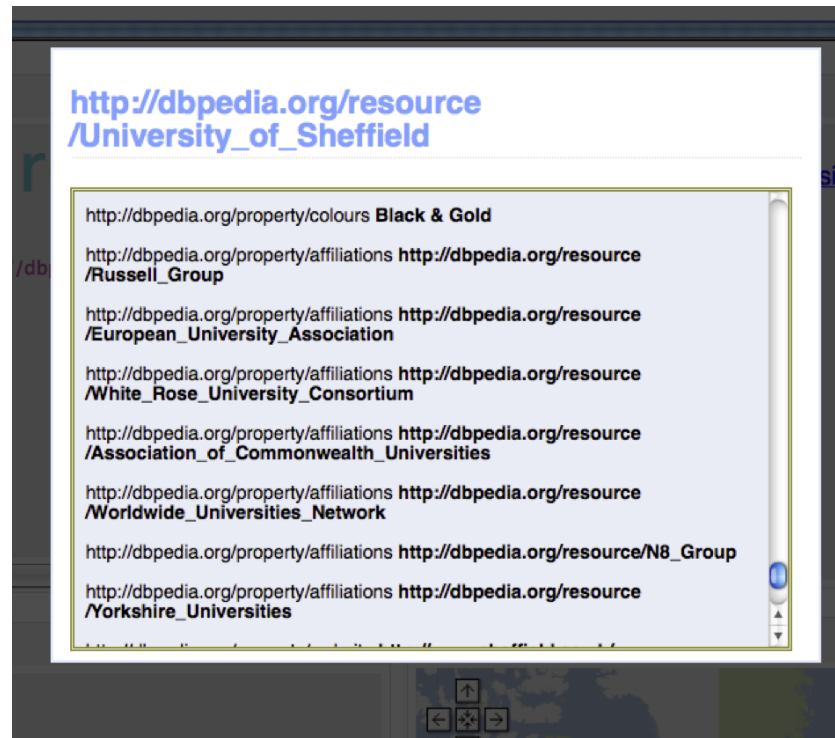 http://dbpedia.org/resource
/University_of_Sheffield
http://dbpedia.org/property/colours Black & Gold
http://dbpedia.org/property/affiliations http://dbpedia.org/resource
/Russell_Group
http://dbpedia.org/property/affiliations http://dbpedia.org/resource
/European_University_Association
http://dbpedia.org/property/affiliations http://dbpedia.org/resource
/White_Rose_University_Consortium
http://dbpedia.org/property/affiliations http://dbpedia.org/resource
/Association_of_Commonwealth_Universities
http://dbpedia.org/property/affiliations http://dbpedia.org/resource
/Worldwide_Universities_Network
http://dbpedia.org/property/affiliations http://dbpedia.org/resource/N8_Group
http://dbpedia.org/property/affiliations http://dbpedia.org/resource
/Yorkshire_Universities